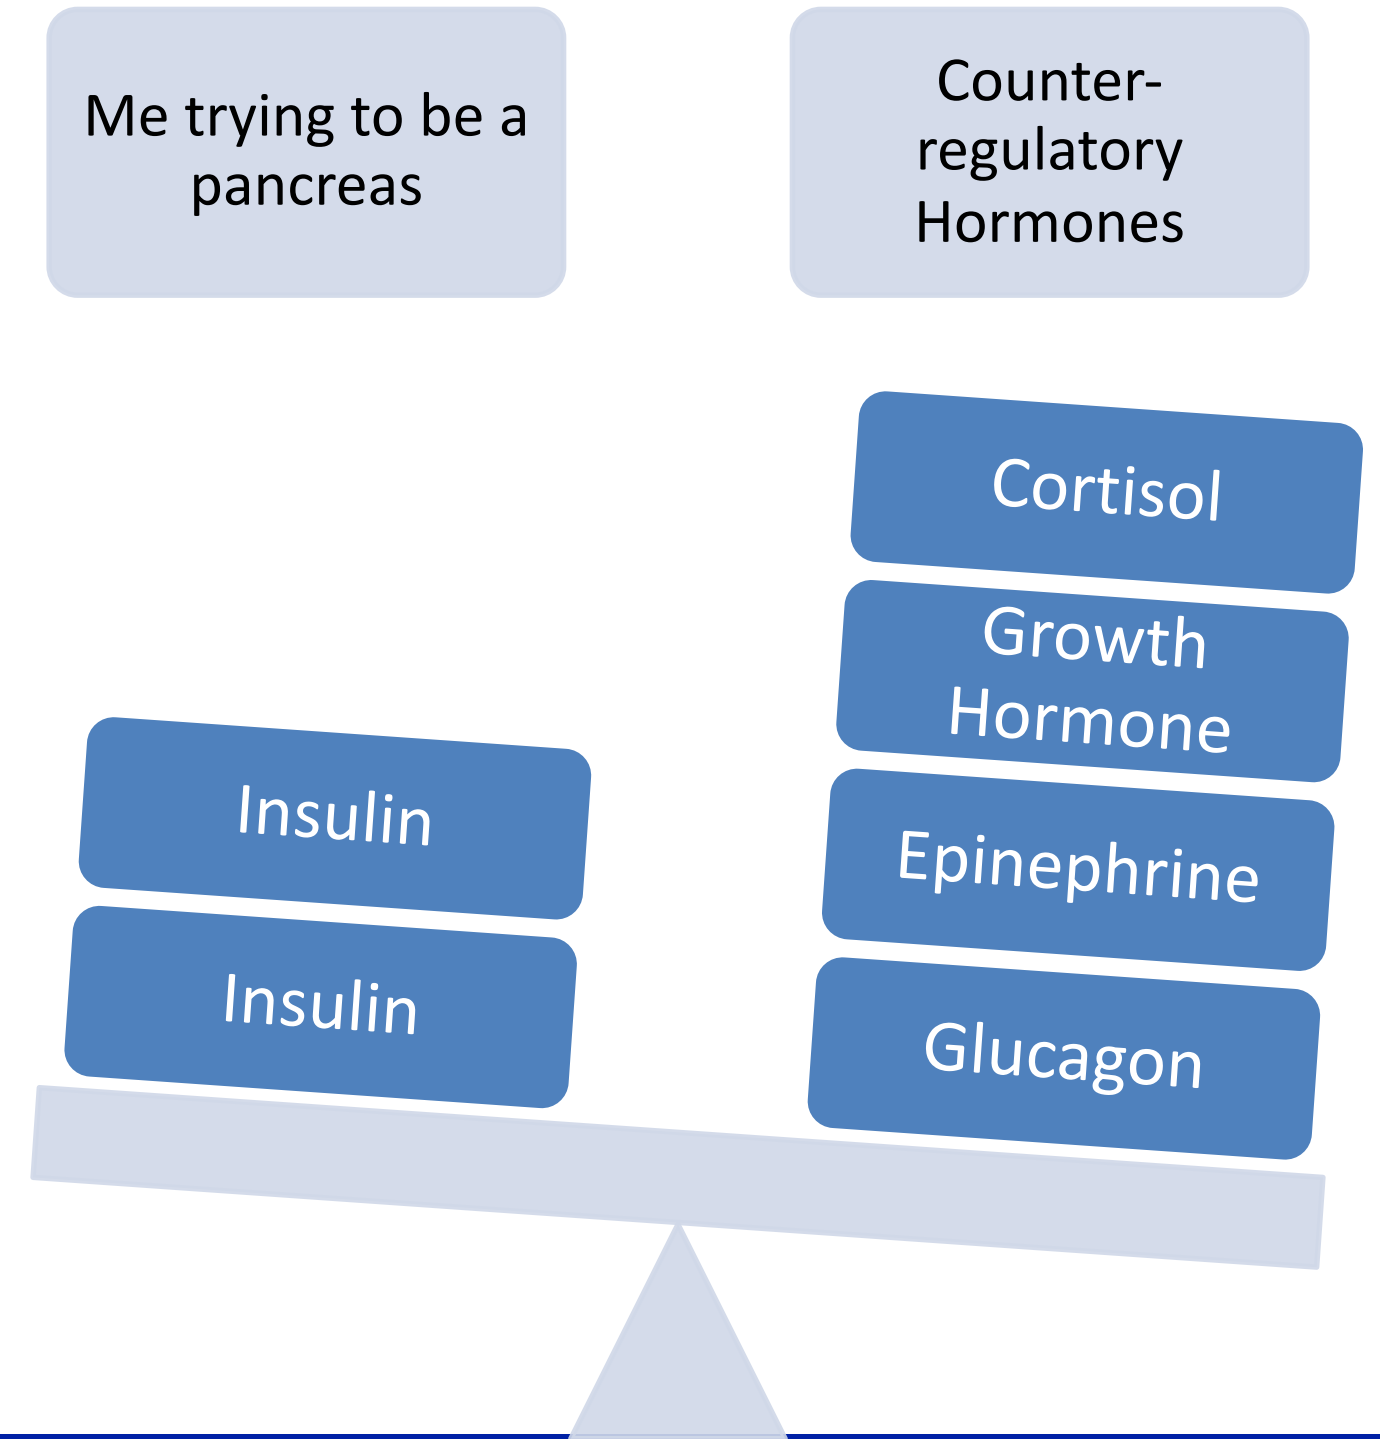 Me trying to be a
pancreas
Counter-
regulatory
Hormones
Insulin
Insulin
Cortisol
Growth
Hormone
Epinephrine
Glucagon